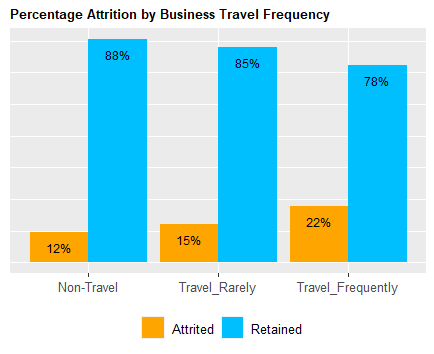 Percentage Attrition by Business Travel Frequency
88%
85%
78%
12%
15%
22%
Non-Travel Travel_Rarely Travel_Frequently
Attrited Retained